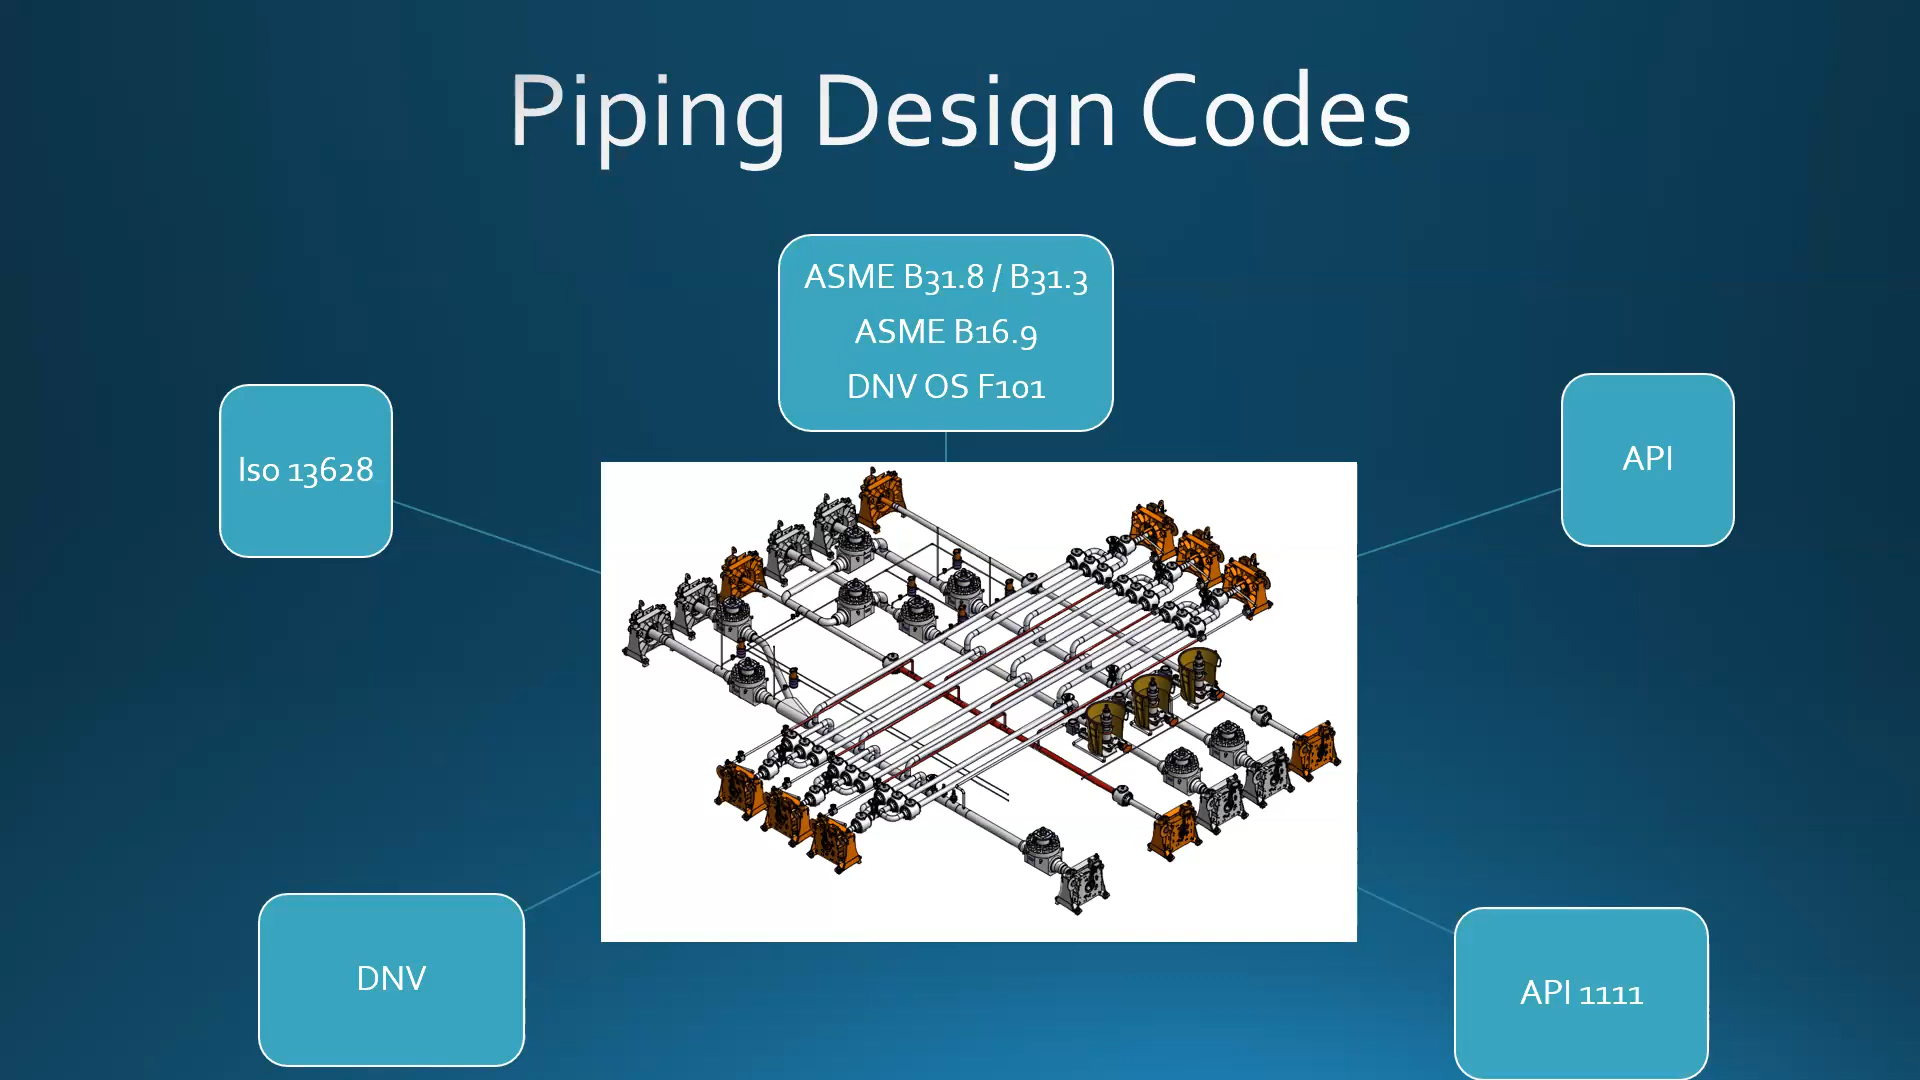 Piping Design Codes
ASME B31.8 / B31.3
ASME B16.9
DNV OS F101
Iso 13628
API
DNV
API 1111